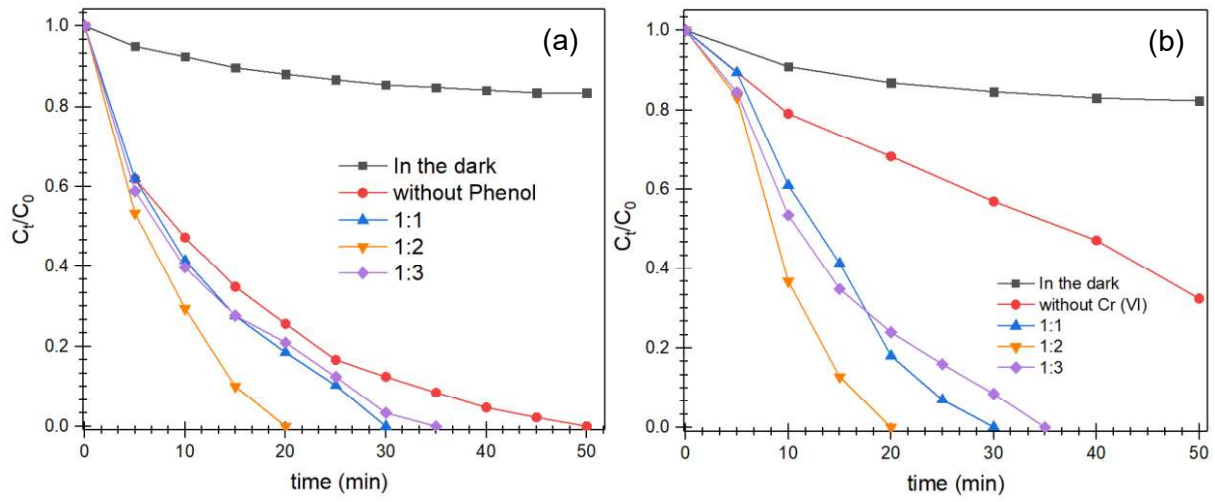 (a)
1.0
0.8
0.6
0.4
0.2
0.0
Ct/C0
In the dark
without Phenol
1:1
1:2
1:3
0 10 20 30 40 50
time (min)
(b)
1.0
0.8
0.6
0.4
0.2
0.0
Ct/C0
In the dark
without Cr (VI)
1:1
1:2
1:3
0 10 20 30 40 50
time (min)